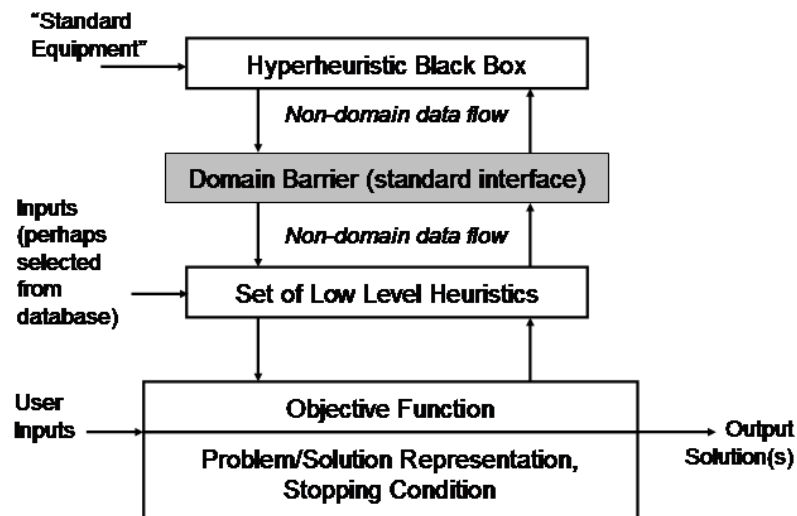 “Standard
Equipment”
Hyperheuristic Black Box
Non-domain data flow
Domain Barrier (standard interface)
Inputs
(perhaps
selected
from
database)
Non-domain data flow
Set of Low Level Heuristics
User
Inputs
Objective Function
Problem/Solution Representation,
Stopping Condition
Output
Solution(s)